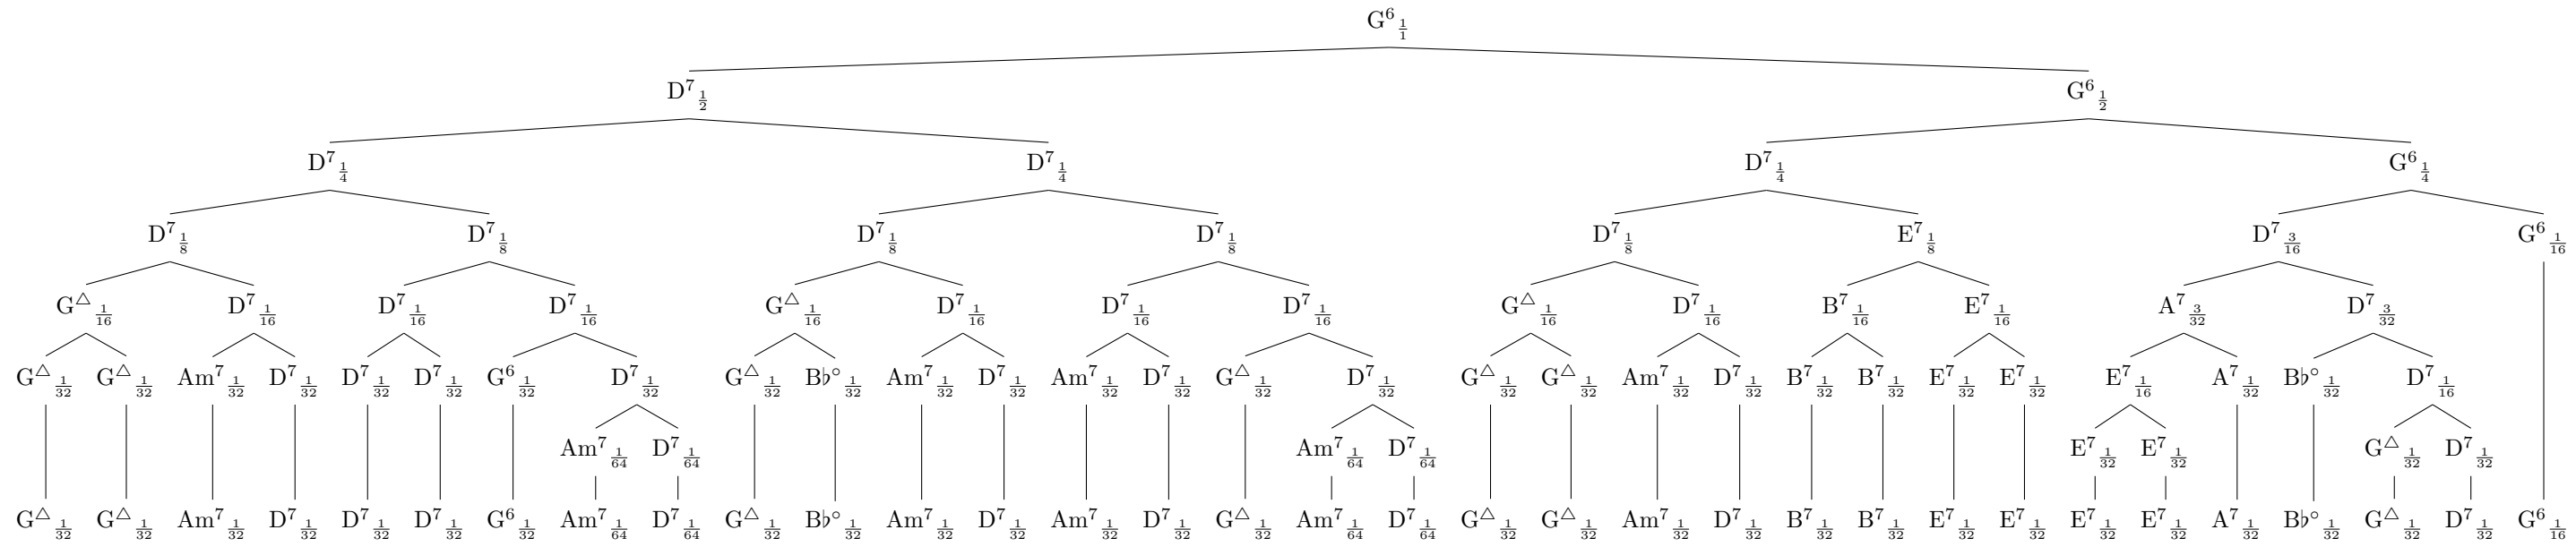 G⁶ 1/1
D⁷ 1/2 G⁶ 1/2
D⁷ 1/4 D⁷ 1/4 D⁷ 1/4 G⁶ 1/4
D⁷ 1/8 D⁷ 1/8 D⁷ 1/8 D⁷ 1/8 D⁷ 1/8 E⁷ 1/8 D⁷ 3/16 G⁶ 1/16
G△ 1/16 D⁷ 1/16 D⁷ 1/16 D⁷ 1/16 G△ 1/16 D⁷ 1/16 D⁷ 1/16 D⁷ 1/16 G△ 1/16 D⁷ 1/16 B⁷ 1/16 E⁷ 1/16 A⁷ 3/32 D⁷ 3/32
G△ 1/32 G△ 1/32 Am⁷ 1/32 D⁷ 1/32 D⁷ 1/32 D⁷ 1/32 G⁶ 1/32 D⁷ 1/32 G△ 1/32 B♭° 1/32 Am⁷ 1/32 D⁷ 1/32 Am⁷ 1/32 D⁷ 1/32 G△ 1/32 D⁷ 1/32 G△ 1/32 G△ 1/32 Am⁷ 1/32 D⁷ 1/32 B⁷ 1/32 B⁷ 1/32 E⁷ 1/32 E⁷ 1/32 E⁷ 1/16 A⁷ 1/32 B♭° 1/32 D⁷ 1/16
Am⁷ 1/64 D⁷ 1/64 Am⁷ 1/64 D⁷ 1/64 E⁷ 1/32 E⁷ 1/32 G△ 1/32 D⁷ 1/32
G△ 1/32 G△ 1/32 Am⁷ 1/32 D⁷ 1/32 D⁷ 1/32 D⁷ 1/32 G⁶ 1/32 Am⁷ 1/64 D⁷ 1/64 G△ 1/32 B♭° 1/32 Am⁷ 1/32 D⁷ 1/32 Am⁷ 1/32 D⁷ 1/32 G△ 1/32 Am⁷ 1/64 D⁷ 1/64 G△ 1/32 G△ 1/32 Am⁷ 1/32 D⁷ 1/32 B⁷ 1/32 B⁷ 1/32 E⁷ 1/32 E⁷ 1/32 E⁷ 1/32 E⁷ 1/32 A⁷ 1/32 B♭° 1/32 G△ 1/32 D⁷ 1/32 G⁶ 1/16